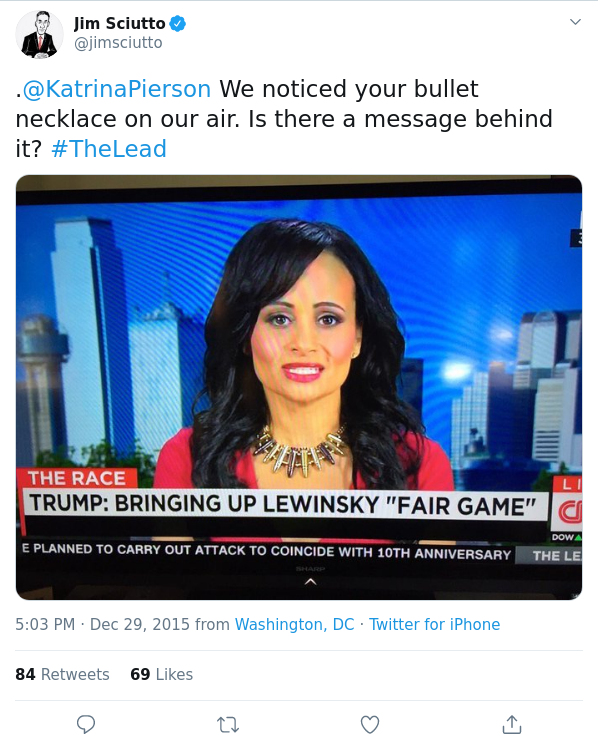 Jim Sciutto
@jimsciutto
.@KatrinaPierson We noticed your bullet
necklace on our air. Is there a message behind
it? #TheLead
THE RACE
LI
TRUMP: BRINGING UP LEWINSKY "FAIR GAME"
DOW
E PLANNED TO CARRY OUT ATTACK TO COINCIDE WITH 10TH ANNIVERSARY
THE LE
SHARP
5:03 PM · Dec 29, 2015 from Washington, DC · Twitter for iPhone
84 Retweets 69 Likes